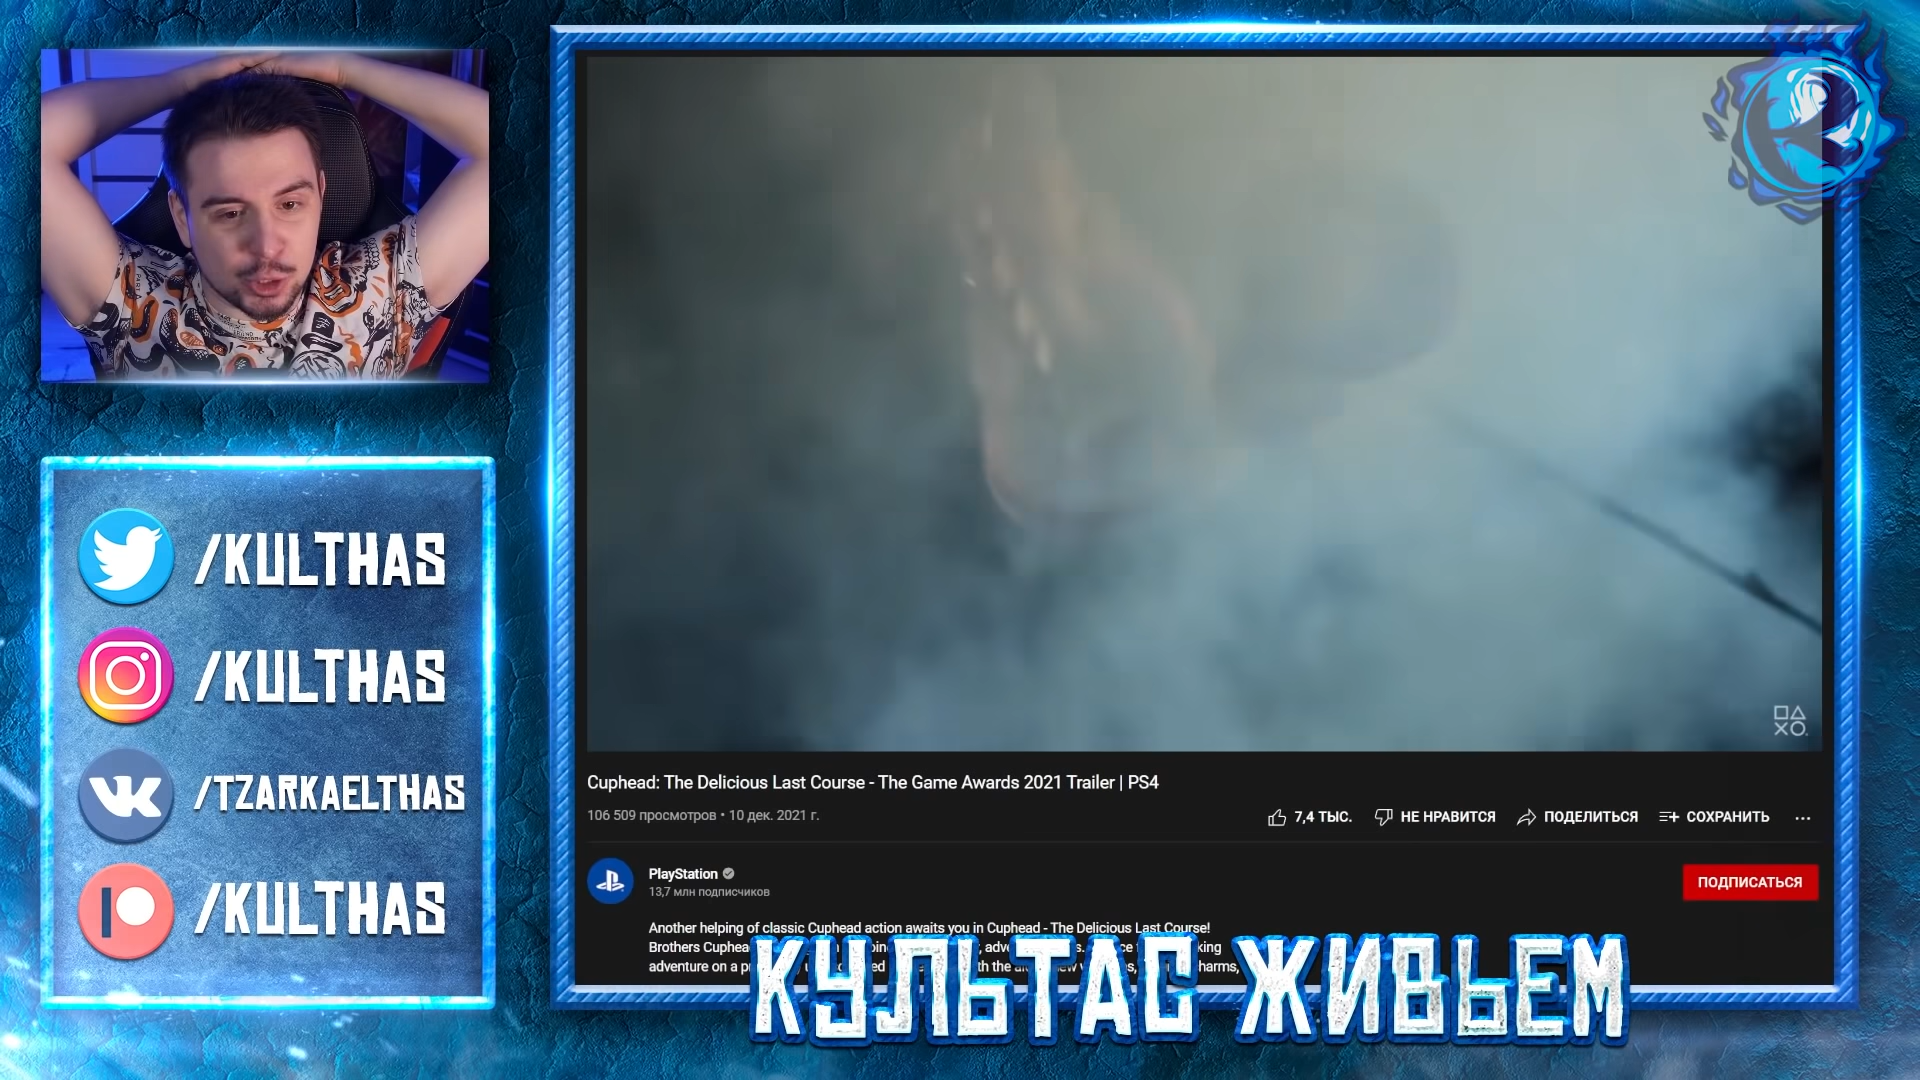 /KULTHAS
/KULTHAS
/TZARKAELTHAS
/KULTHAS
Cuphead: The Delicious Last Course - The Game Awards 2021 Trailer | PS4
106 509 просмотров • 10 дек. 2021 г.
7,4 ТЫС.
НЕ НРАВИТСЯ
ПОДЕЛИТЬСЯ
СОХРАНИТЬ
PlayStation
13,7 млн подписчиков
ПОДПИСАТЬСЯ
Another helping of classic Cuphead action awaits you in Cuphead - The Delicious Last Course!
Brothers
adventure on a
КУЛЬТАС ЖИВЬЕМ